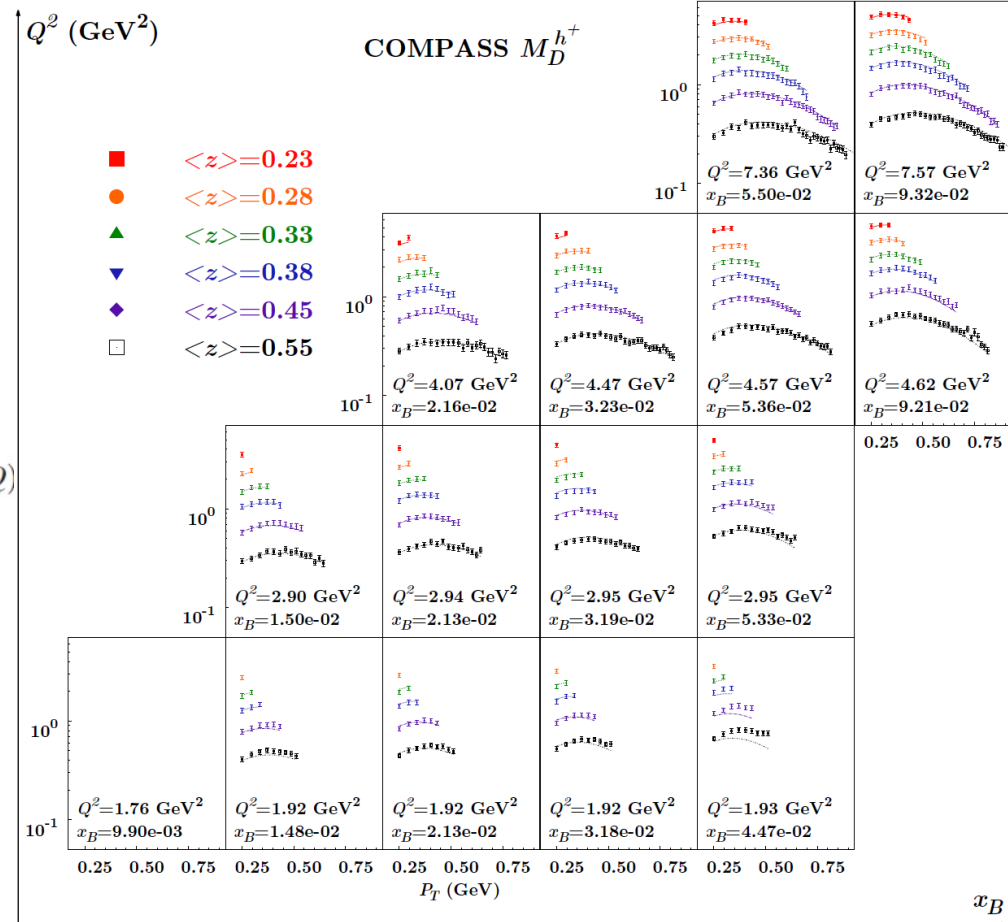 Q² (GeV²)
COMPASS M_D^{h⁺}
<z>=0.23
<z>=0.28
<z>=0.33
<z>=0.38
<z>=0.45
<z>=0.55
10⁰
10⁻¹
Q²=7.36 GeV²
x_B=5.50e-02
Q²=7.57 GeV²
x_B=9.32e-02
10⁰
10⁻¹
Q²=4.07 GeV²
x_B=2.16e-02
Q²=4.47 GeV²
x_B=3.23e-02
Q²=4.57 GeV²
x_B=5.36e-02
Q²=4.62 GeV²
x_B=9.21e-02
0.25 0.50 0.75
10⁰
10⁻¹
Q²=2.90 GeV²
x_B=1.50e-02
Q²=2.94 GeV²
x_B=2.13e-02
Q²=2.95 GeV²
x_B=3.19e-02
Q²=2.95 GeV²
x_B=5.33e-02
10⁰
10⁻¹
Q²=1.76 GeV²
x_B=9.90e-03
Q²=1.92 GeV²
x_B=1.48e-02
Q²=1.92 GeV²
x_B=2.13e-02
Q²=1.92 GeV²
x_B=3.18e-02
Q²=1.93 GeV²
x_B=4.47e-02
0.25 0.50 0.75 0.25 0.50 0.75 0.25 0.50 0.75 0.25 0.50 0.75 0.25 0.50 0.75
P_T (GeV)
x_B